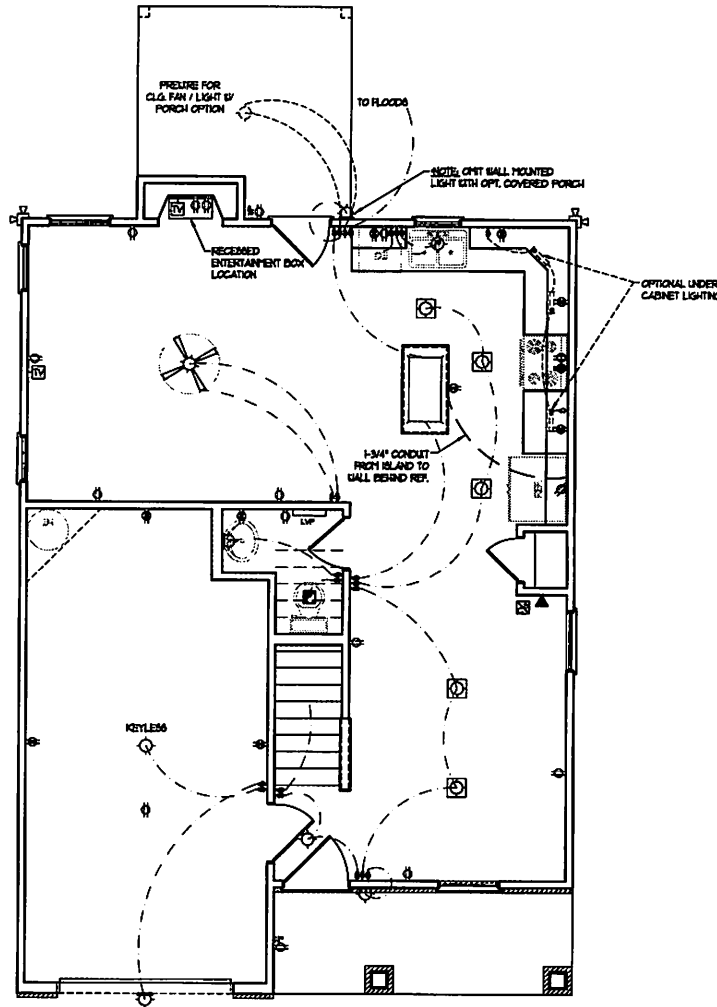 PREWIRE FOR
CLG. FAN / LIGHT W/
PORCH OPTION
TO FLOODS
NOTE: OMIT WALL MOUNTED
LIGHT WITH OPT. COVERED PORCH
TV
RECESSED
ENTERTAINMENT BOX
LOCATION
OPTIONAL UNDER
CABINET LIGHTING
TV
1-3/4" CONDUIT
FROM ISLAND TO
WALL BEHIND REF.
REF.
LVP
KEYLESS